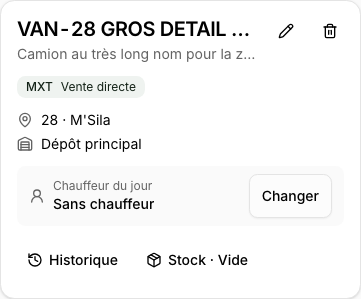 VAN-28 GROS DETAIL ...
Camion au très long nom pour la z...
MXT Vente directe
28 · M'Sila
Dépôt principal
Chauffeur du jour
Sans chauffeur
Changer
Historique
Stock · Vide